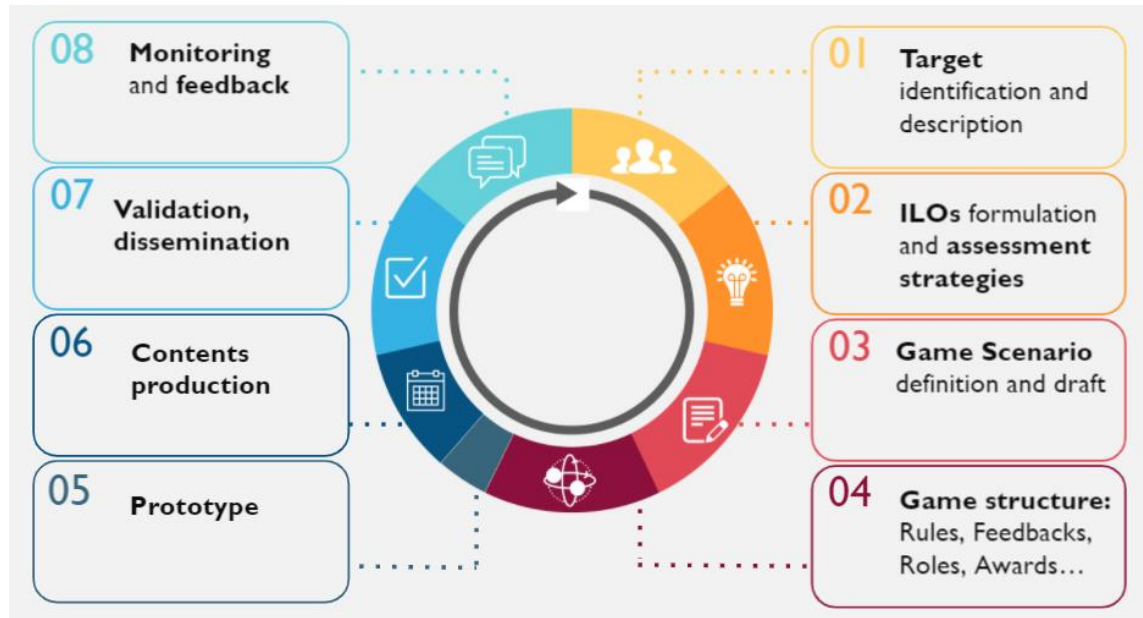 01
Target
identification and
description
02
ILOs formulation
and assessment
strategies
03
Game Scenario
definition and draft
04
Game structure:
Rules, Feedbacks,
Roles, Awards…
05
Prototype
06
Contents
production
07
Validation,
dissemination
08
Monitoring
and feedback